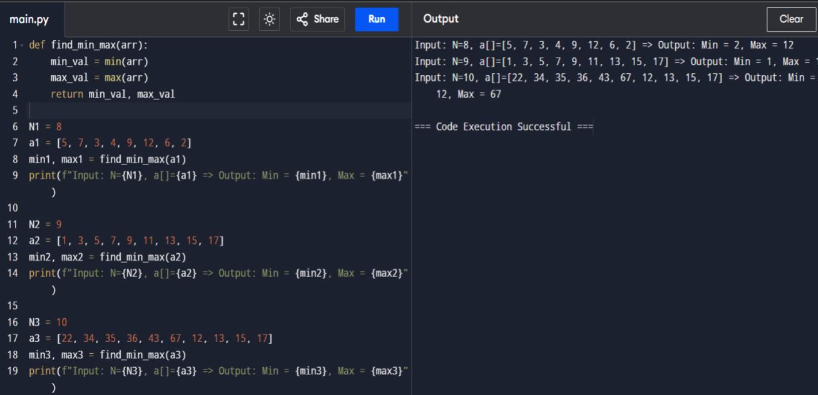 main.py
Share
Run
Output
Clear
1 def find_min_max(arr):
2 min_val = min(arr)
3 max_val = max(arr)
4 return min_val, max_val
5
6 N1 = 8
7 a1 = [5, 7, 3, 4, 9, 12, 6, 2]
8 min1, max1 = find_min_max(a1)
9 print(f"Input: N={N1}, a[]={a1} => Output: Min = {min1}, Max = {max1}"
)
10
11 N2 = 9
12 a2 = [1, 3, 5, 7, 9, 11, 13, 15, 17]
13 min2, max2 = find_min_max(a2)
14 print(f"Input: N={N2}, a[]={a2} => Output: Min = {min2}, Max = {max2}"
)
15
16 N3 = 10
17 a3 = [22, 34, 35, 36, 43, 67, 12, 13, 15, 17]
18 min3, max3 = find_min_max(a3)
19 print(f"Input: N={N3}, a[]={a3} => Output: Min = {min3}, Max = {max3}"
)
Input: N=8, a[]=[5, 7, 3, 4, 9, 12, 6, 2] => Output: Min = 2, Max = 12
Input: N=9, a[]=[1, 3, 5, 7, 9, 11, 13, 15, 17] => Output: Min = 1, Max =
Input: N=10, a[]=[22, 34, 35, 36, 43, 67, 12, 13, 15, 17] => Output: Min =
12, Max = 67
=== Code Execution Successful ===